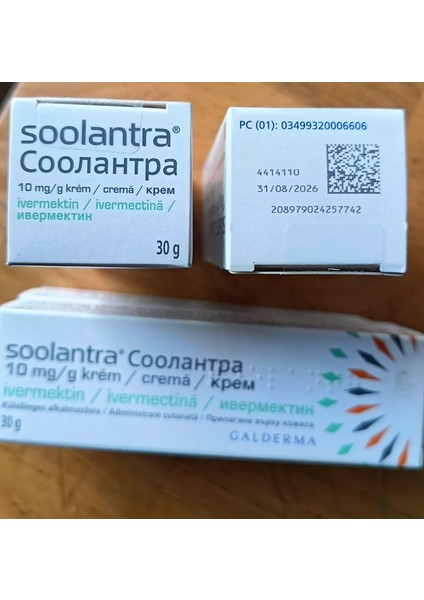 soolantra®
Соолантра
10 mg/g krém / cremă / крем
ivermektin / ivermectină /
ивермектин
30 g
PC (01): 03499320006606
4414110
31/08/2026
208979024257742
soolantra® Соолантра
10 mg/g krém / cremă / крем
ivermektin / ivermectină / ивермектин
Külsőleges alkalmazásra / Administrare cutanată / Прилагане върху кожата
30 g
GALDERMA